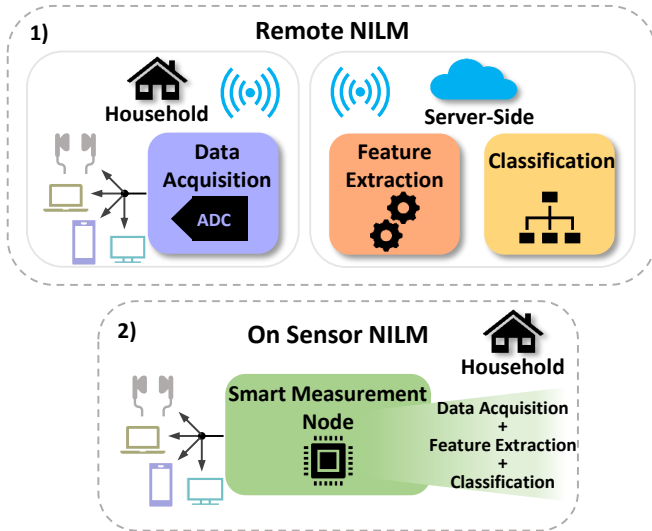 1)
Remote NILM
Household
Server-Side
Data
Acquisition
ADC
Feature
Extraction
Classification
2)
On Sensor NILM
Household
Smart Measurement
Node
Data Acquisition
+
Feature Extraction
+
Classification